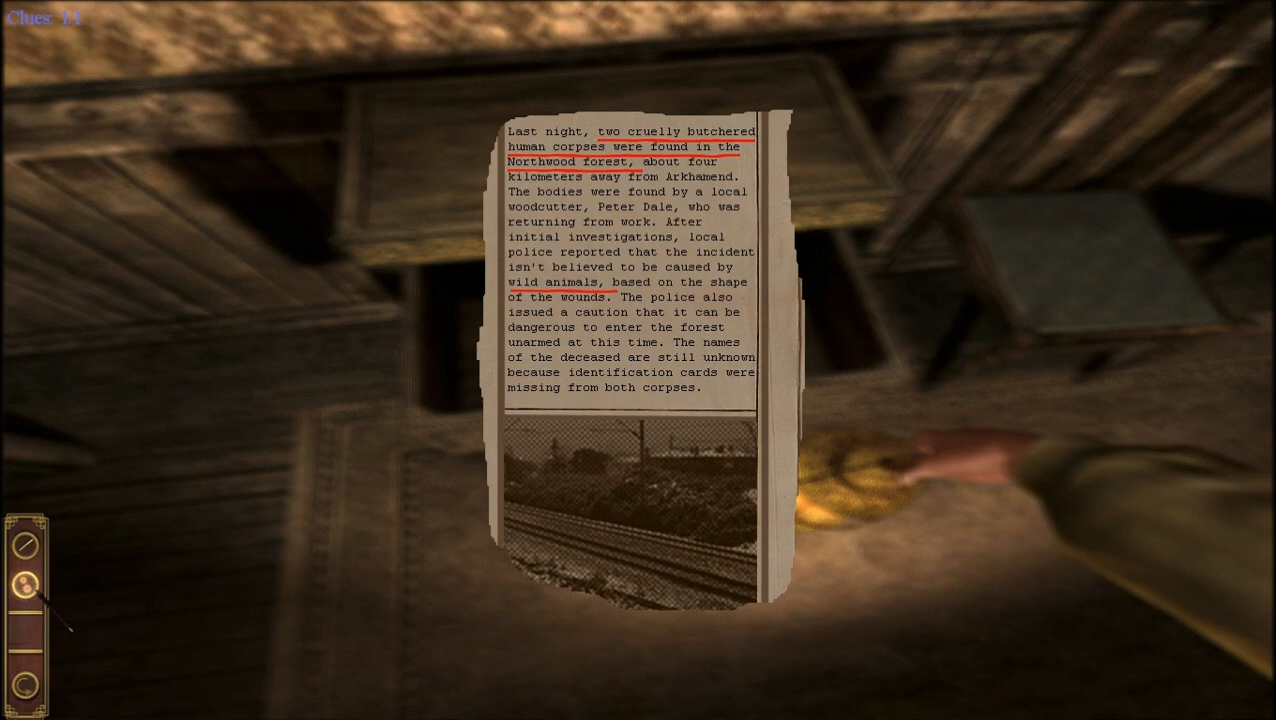 Clues: 1/1
Last night, two cruelly butchered
human corpses were found in the
Northwood forest, about four
kilometers away from Arkhamend.
The bodies were found by a local
woodcutter, Peter Dale, who was
returning from work. After
initial investigations, local
police reported that the incident
isn't believed to be caused by
wild animals, based on the shape
of the wounds. The police also
issued a caution that it can be
dangerous to enter the forest
unarmed at this time. The names
of the deceased are still unknown
because identification cards were
missing from both corpses.